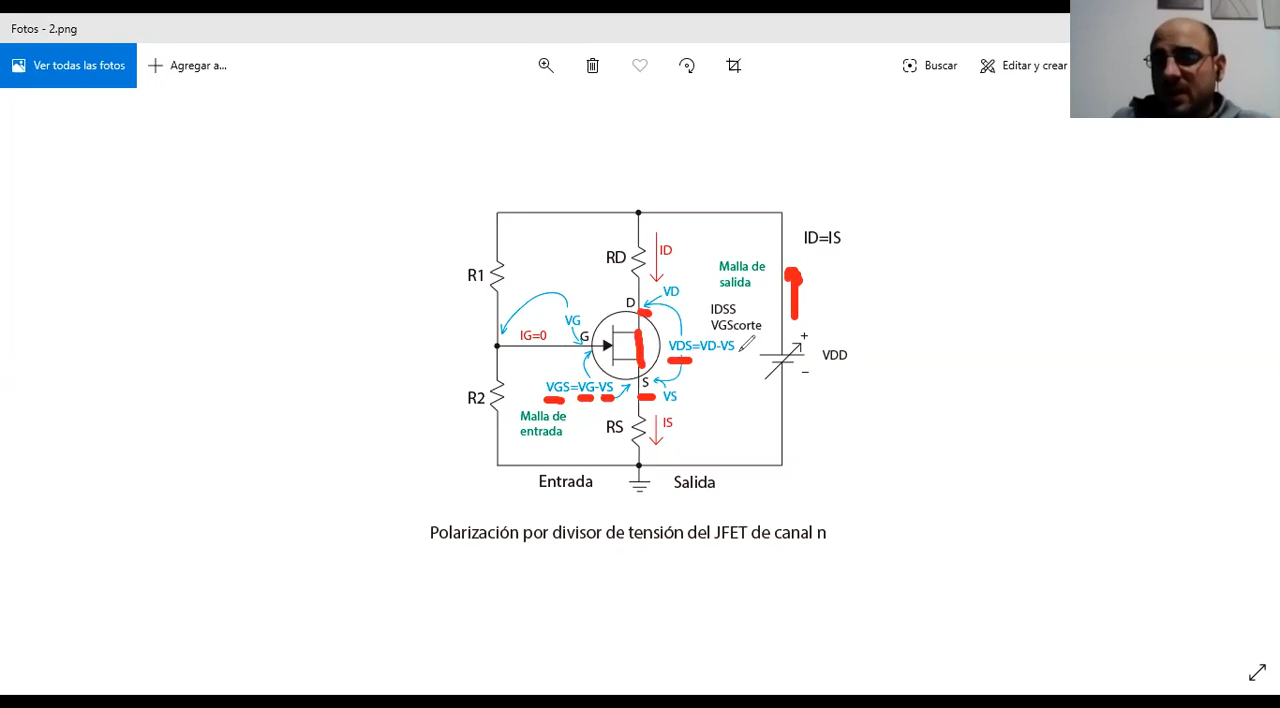 Fotos - 2.png
Ver todas las fotos
Agregar a...
Buscar
Editar y crear
ID=IS
RD
ID
R1
Malla de
salida
VD
D
IDSS
VGScorte
VG
IG=0
G
VDS=VD-VS
VDD
+
−
VGS=VG-VS
S
VS
R2
Malla de
entrada
RS
IS
Entrada
Salida
Polarización por divisor de tensión del JFET de canal n